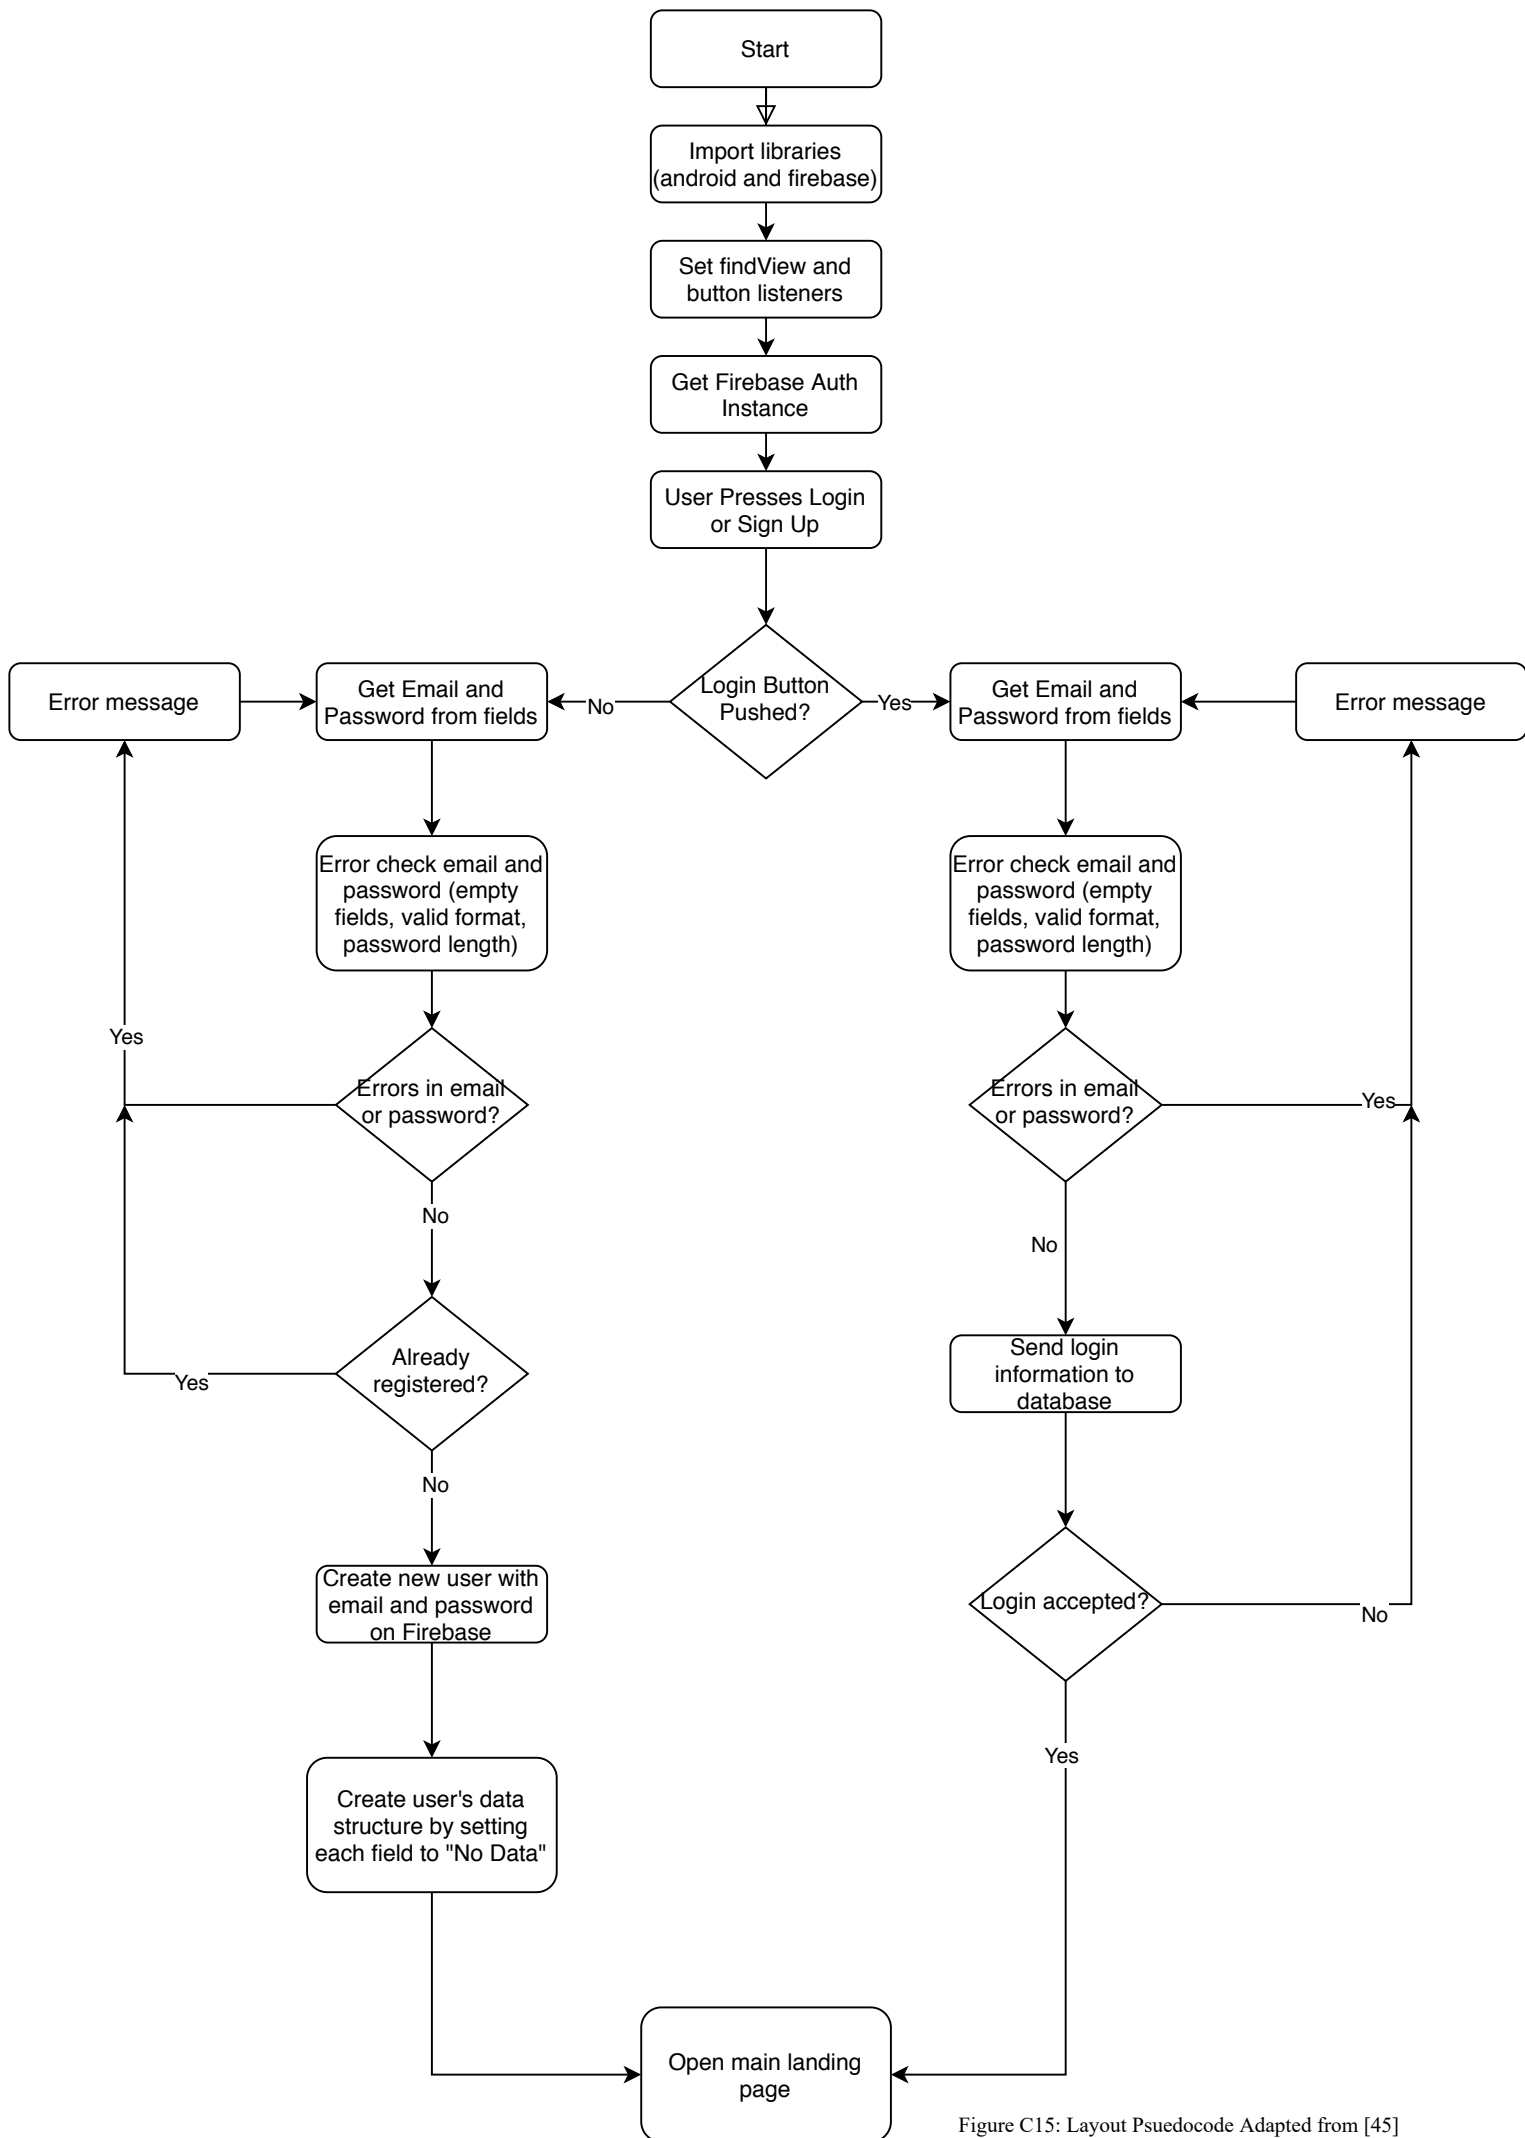 Start
Import libraries
(android and firebase)
Set findView and
button listeners
Get Firebase Auth
Instance
User Presses Login
or Sign Up
Error message
Get Email and
Password from fields
No
Login Button
Pushed?
Yes
Get Email and
Password from fields
Error message
Error check email and
password (empty
fields, valid format,
password length)
Error check email and
password (empty
fields, valid format,
password length)
Yes
Errors in email
or password?
Errors in email
or password?
Yes
No
No
Already
registered?
Yes
Send login
information to
database
No
Create new user with
email and password
on Firebase
Login accepted?
No
Yes
Create user's data
structure by setting
each field to "No Data"
Open main landing
page
Figure C15: Layout Psuedocode Adapted from [45]